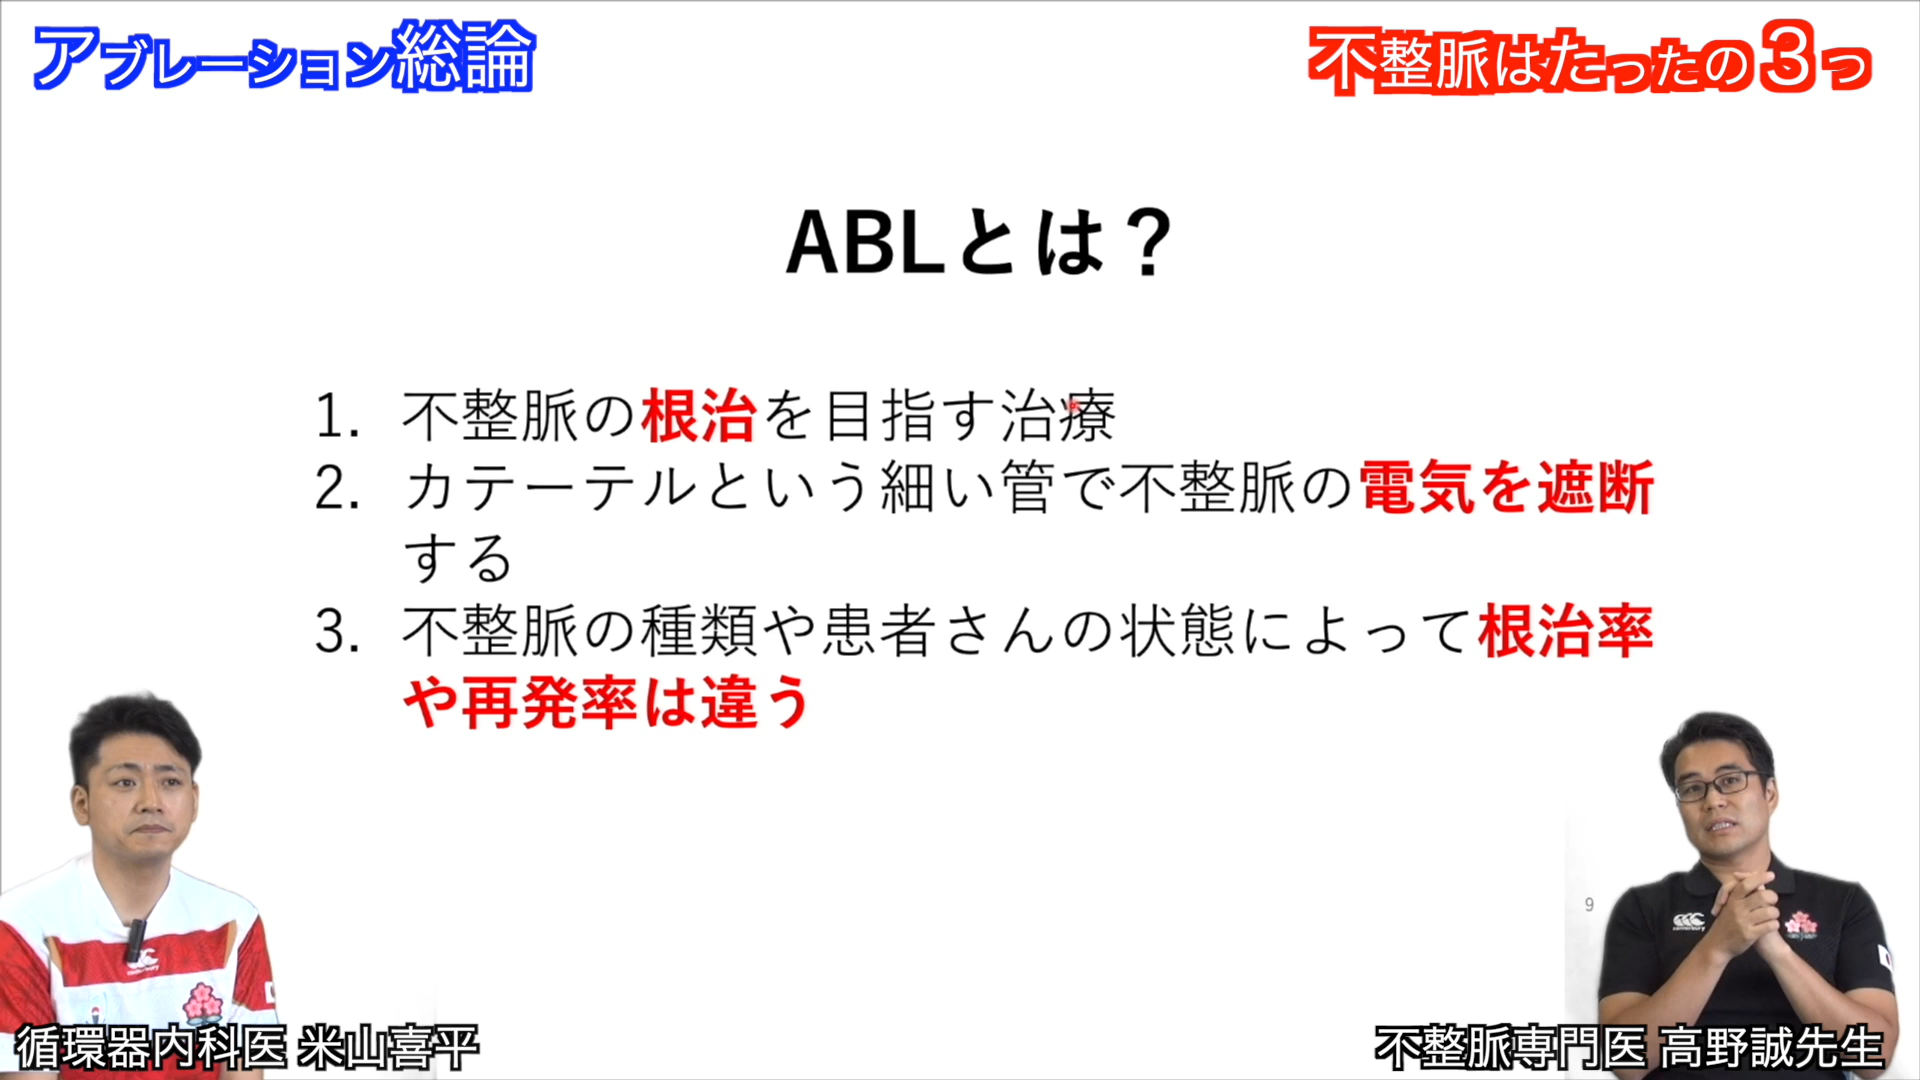 アブレーション総論
不整脈はたったの3つ
ABLとは？
1. 不整脈の根治を目指す治療
2. カテーテルという細い管で不整脈の電気を遮断
する
3. 不整脈の種類や患者さんの状態によって根治率
や再発率は違う
9
canterbury
canterbury
循環器内科医 米山喜平
不整脈専門医 高野誠先生